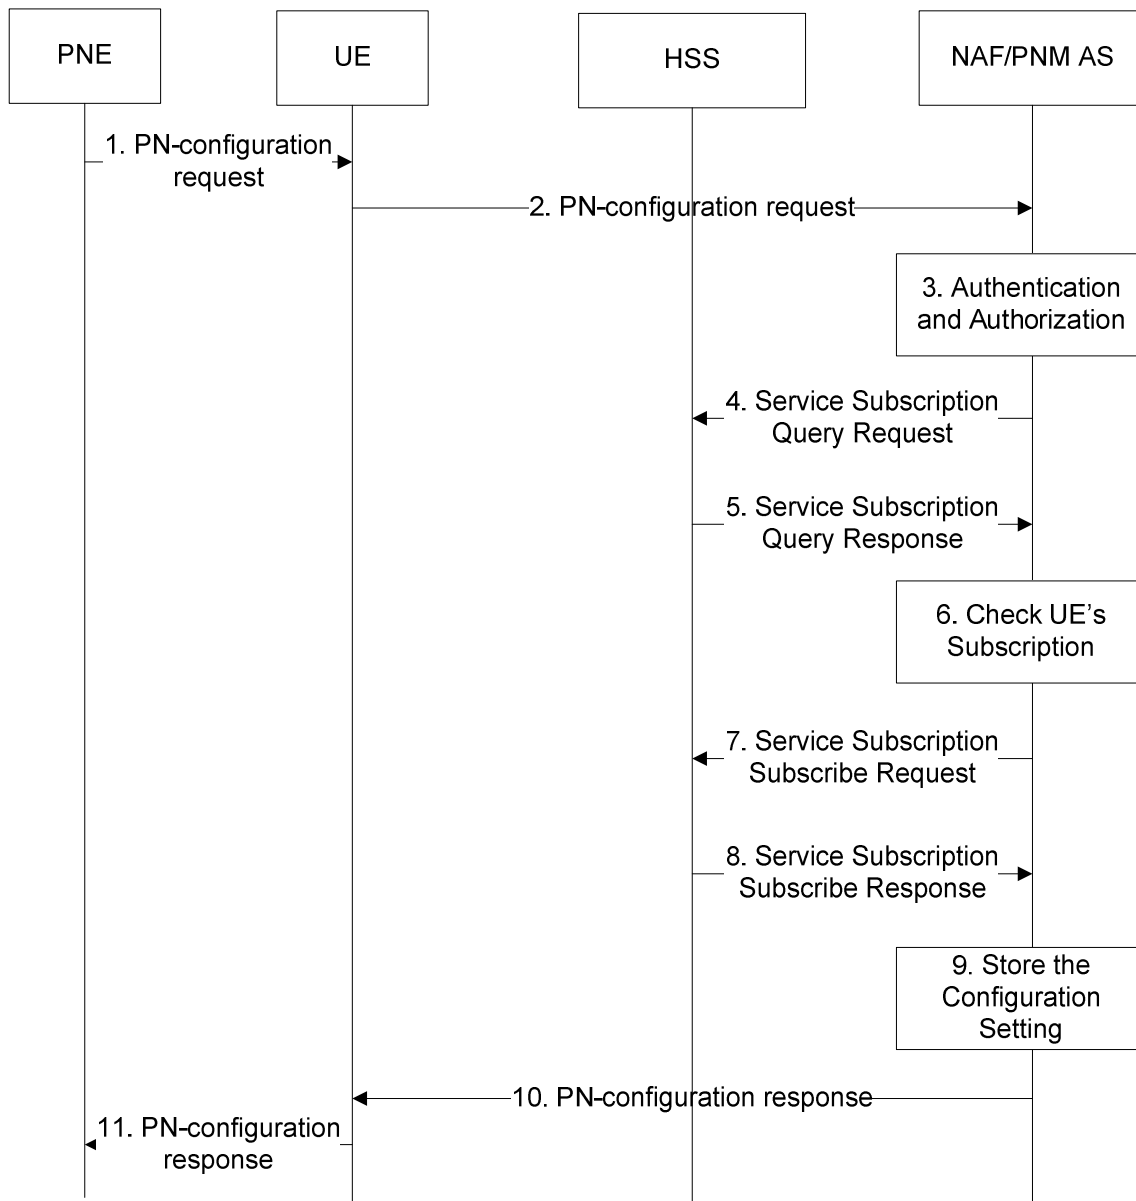 PNE
UE
HSS
NAF/PNM AS
1. PN-configuration
request
2. PN-configuration request
3. Authentication
and Authorization
4. Service Subscription
Query Request
5. Service Subscription
Query Response
6. Check UE’s
Subscription
7. Service Subscription
Subscribe Request
8. Service Subscription
Subscribe Response
9. Store the
Configuration
Setting
10. PN-configuration response
11. PN-configuration
response